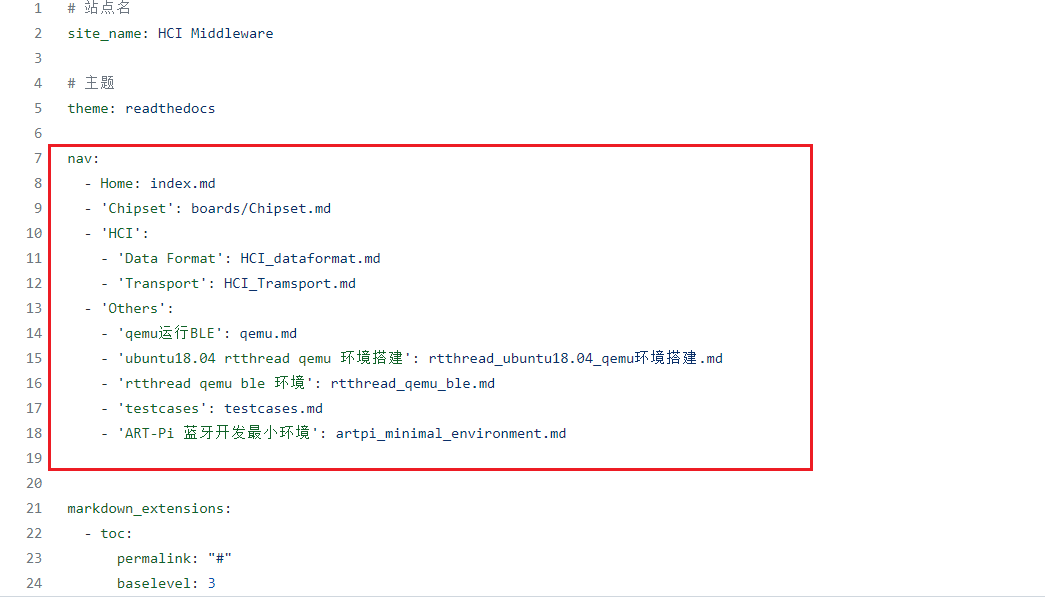 1 # 站点名
2 site_name: HCI Middleware
3
4 # 主题
5 theme: readthedocs
6
7 nav:
8   - Home: index.md
9   - 'Chipset': boards/Chipset.md
10   - 'HCI':
11     - 'Data Format': HCI_dataformat.md
12     - 'Transport': HCI_Tramsport.md
13   - 'Others':
14     - 'qemu运行BLE': qemu.md
15     - 'ubuntu18.04 rtthread qemu 环境搭建': rtthread_ubuntu18.04_qemu环境搭建.md
16     - 'rtthread qemu ble 环境': rtthread_qemu_ble.md
17     - 'testcases': testcases.md
18     - 'ART-Pi 蓝牙开发最小环境': artpi_minimal_environment.md
19
20
21 markdown_extensions:
22   - toc:
23       permalink: "#"
24       baselevel: 3